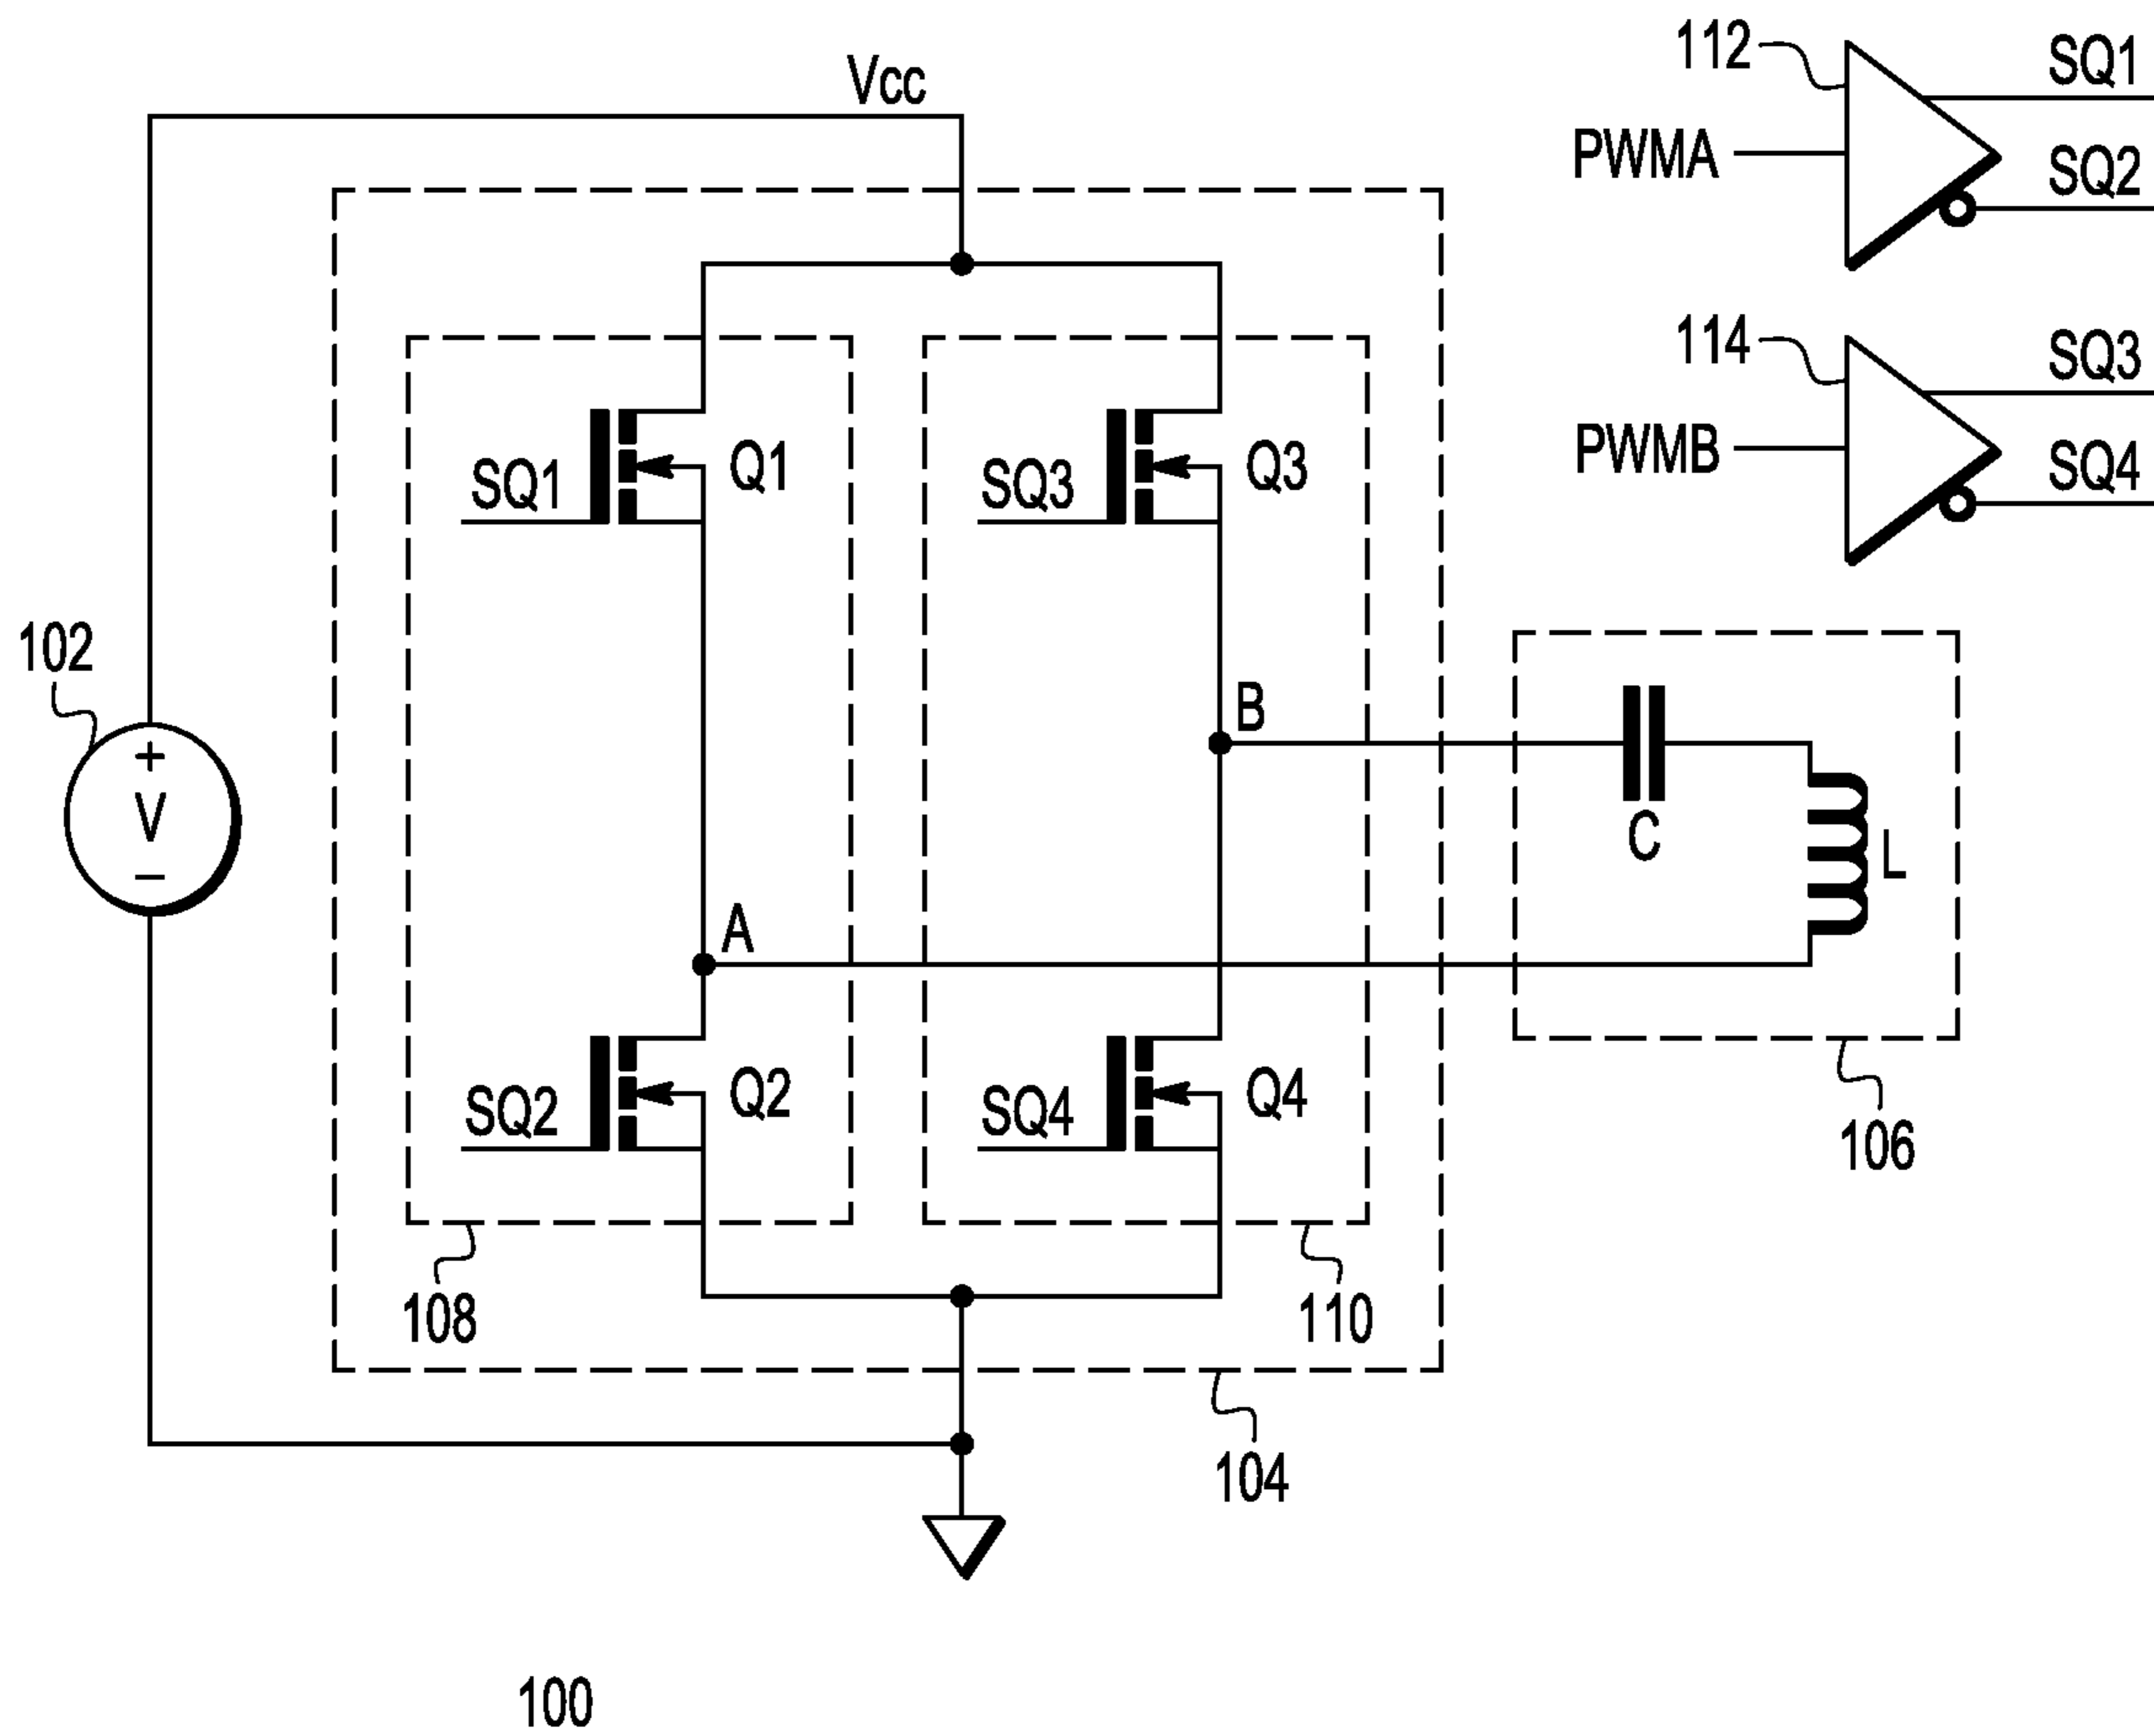 112
SQ1
PWMA
SQ2
114
SQ3
PWMB
SQ4
Vcc
102
+
V
−
SQ1
Q1
SQ3
Q3
B
A
C
L
SQ2
Q2
SQ4
Q4
106
108
110
104
100